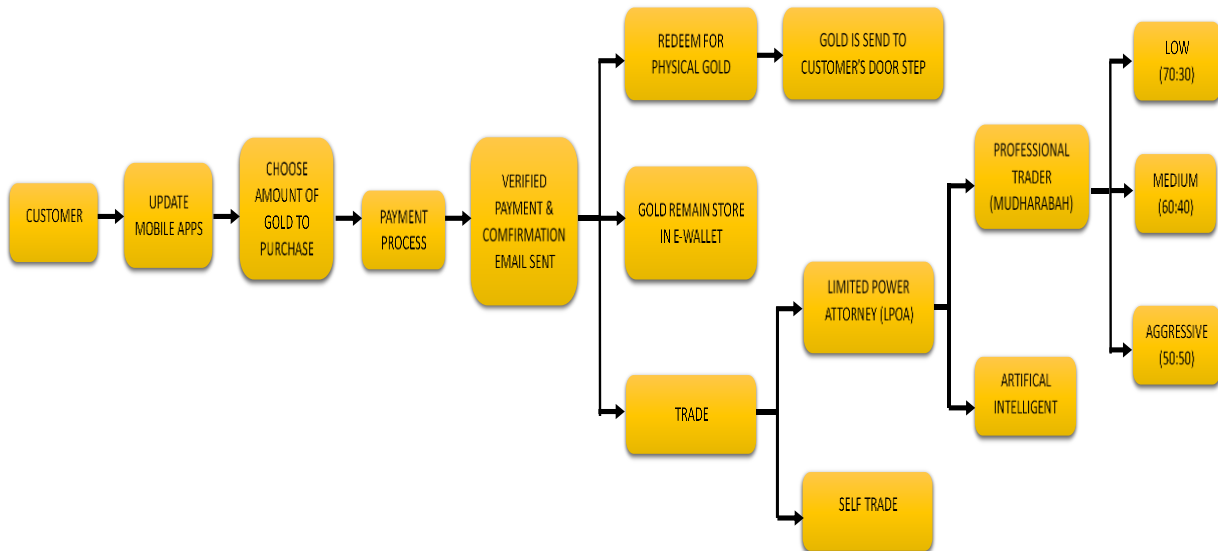 CUSTOMER
UPDATE
MOBILE APPS
CHOOSE
AMOUNT OF
GOLD TO
PURCHASE
PAYMENT
PROCESS
VERIFIED
PAYMENT &
COMFIRMATION
EMAIL SENT
REDEEM FOR
PHYSICAL GOLD
GOLD IS SEND TO
CUSTOMER'S DOOR STEP
GOLD REMAIN STORE
IN E-WALLET
TRADE
LIMITED POWER
ATTORNEY (LPOA)
SELF TRADE
PROFESSIONAL
TRADER
(MUDHARABAH)
ARTIFICAL
INTELLIGENT
LOW
(70:30)
MEDIUM
(60:40)
AGGRESSIVE
(50:50)